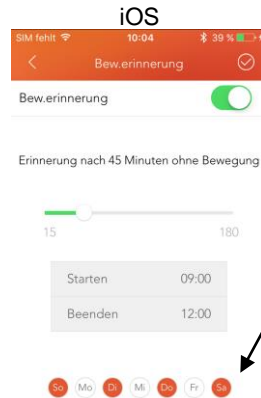 iOS
SIM fehlt 10:04 39 %
Bew.erinnerung
Bew.erinnerung
Erinnerung nach 45 Minuten ohne Bewegung
15 180
Starten 09:00
Beenden 12:00
So Mo Di Mi Do Fr Sa